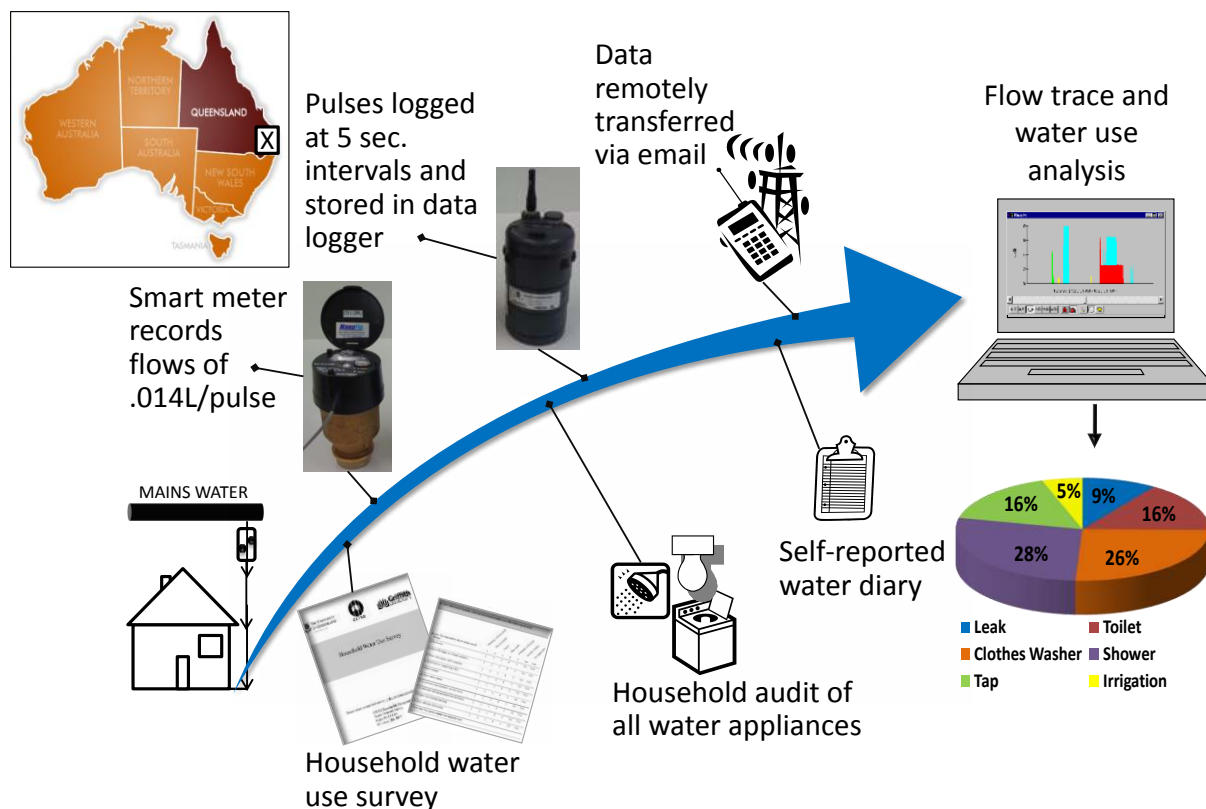 NORTHERN
TERRITORY
QUEENSLAND
WESTERN
AUSTRALIA
SOUTH
AUSTRALIA
NEW SOUTH
WALES
VICTORIA
TASMANIA
X
Pulses logged
at 5 sec.
intervals and
stored in data
logger
Data
remotely
transferred
via email
Flow trace and
water use
analysis
Smart meter
records
flows of
.014L/pulse
MAINS WATER
Griffith
Household Water Use Survey
Household water
use survey
Household audit of
all water appliances
Self-reported
water diary
5%
9%
16%
16%
28%
26%
Leak
Toilet
Clothes Washer
Shower
Tap
Irrigation